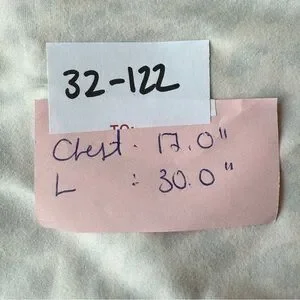 32-122
TO:
Chest : 17.0"
L : 30.0"